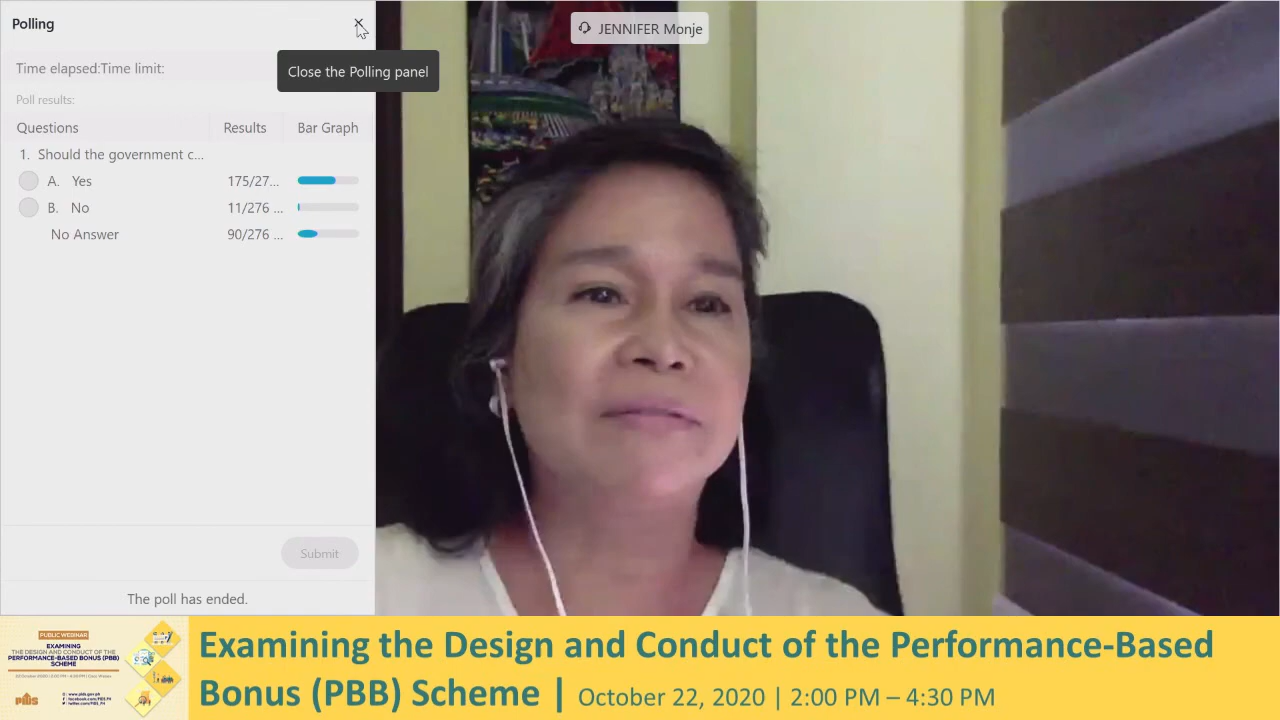 Polling
Close the Polling panel
Time elapsed:Time limit:
Poll results:
Questions Results Bar Graph
1. Should the government c...
A. Yes 175/27...
B. No 11/276 ...
No Answer 90/276 ...
Submit
The poll has ended.
JENNIFER Monje
PUBLIC WEBINAR
EXAMINING
THE DESIGN AND CONDUCT OF THE
PERFORMANCE-BASED BONUS (PBB)
SCHEME
Examining the Design and Conduct of the Performance-Based
Bonus (PBB) Scheme | October 22, 2020 | 2:00 PM – 4:30 PM